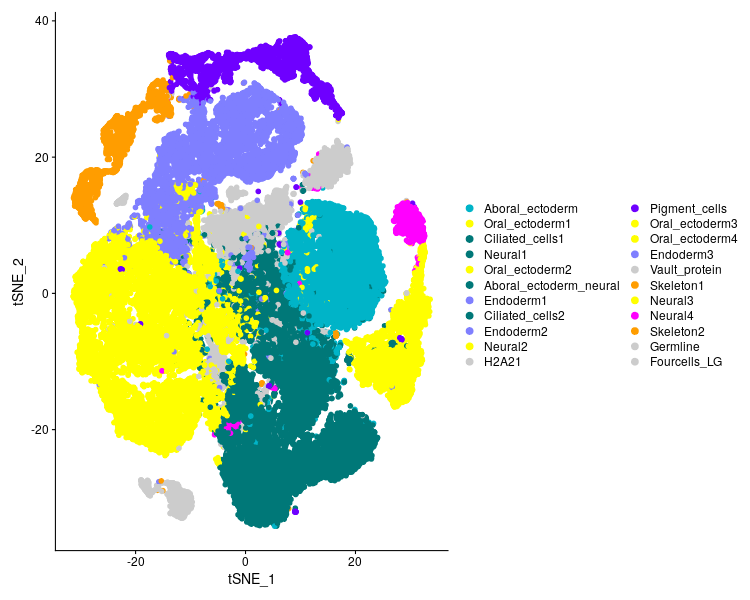 40
20
0
-20
tSNE_2
-20
0
20
tSNE_1
Aboral_ectoderm
Oral_ectoderm1
Ciliated_cells1
Neural1
Oral_ectoderm2
Aboral_ectoderm_neural
Endoderm1
Ciliated_cells2
Endoderm2
Neural2
H2A21
Pigment_cells
Oral_ectoderm3
Oral_ectoderm4
Endoderm3
Vault_protein
Skeleton1
Neural3
Neural4
Skeleton2
Germline
Fourcells_LG